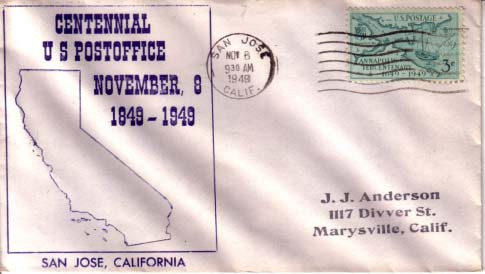 CENTENNIAL
U S POSTOFFICE
NOVEMBER, 8
1849 - 1949
SAN JOSE, CALIFORNIA
SAN JOSE
NOV 8
930 AM
1949
CALIF.
U.S. POSTAGE
ANNAPOLIS
TERCENTENARY
1649 - 1949
3¢
J. J. Anderson
1117 Divver St.
Marysville, Calif.